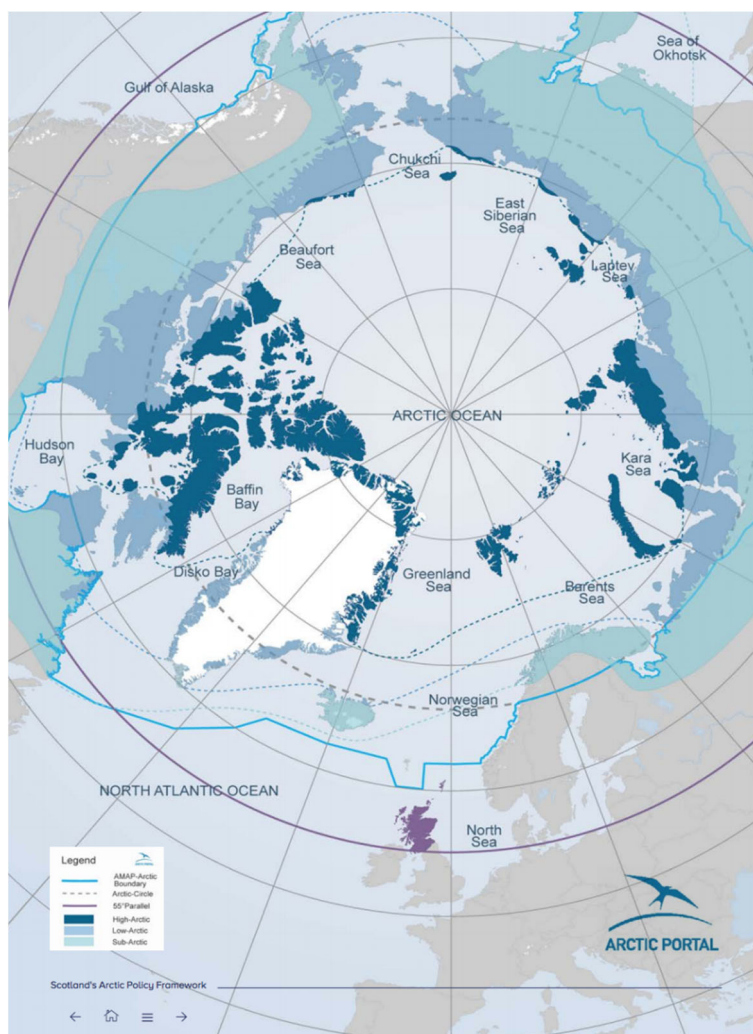 Sea of
Okhotsk
Gulf of Alaska
Chukchi
Sea
East
Siberian
Sea
Beaufort
Sea
Laptev
Sea
ARCTIC OCEAN
Hudson
Bay
Kara
Sea
Baffin
Bay
Disko Bay
Greenland
Sea
Barents
Sea
Norwegian
Sea
NORTH ATLANTIC OCEAN
North
Sea
Legend
ARCTIC PORTAL
AMAP-Arctic
Boundary
Arctic-Circle
55°Parallel
High-Arctic
Low-Arctic
Sub-Arctic
ARCTIC PORTAL
Scotland's Arctic Policy Framework